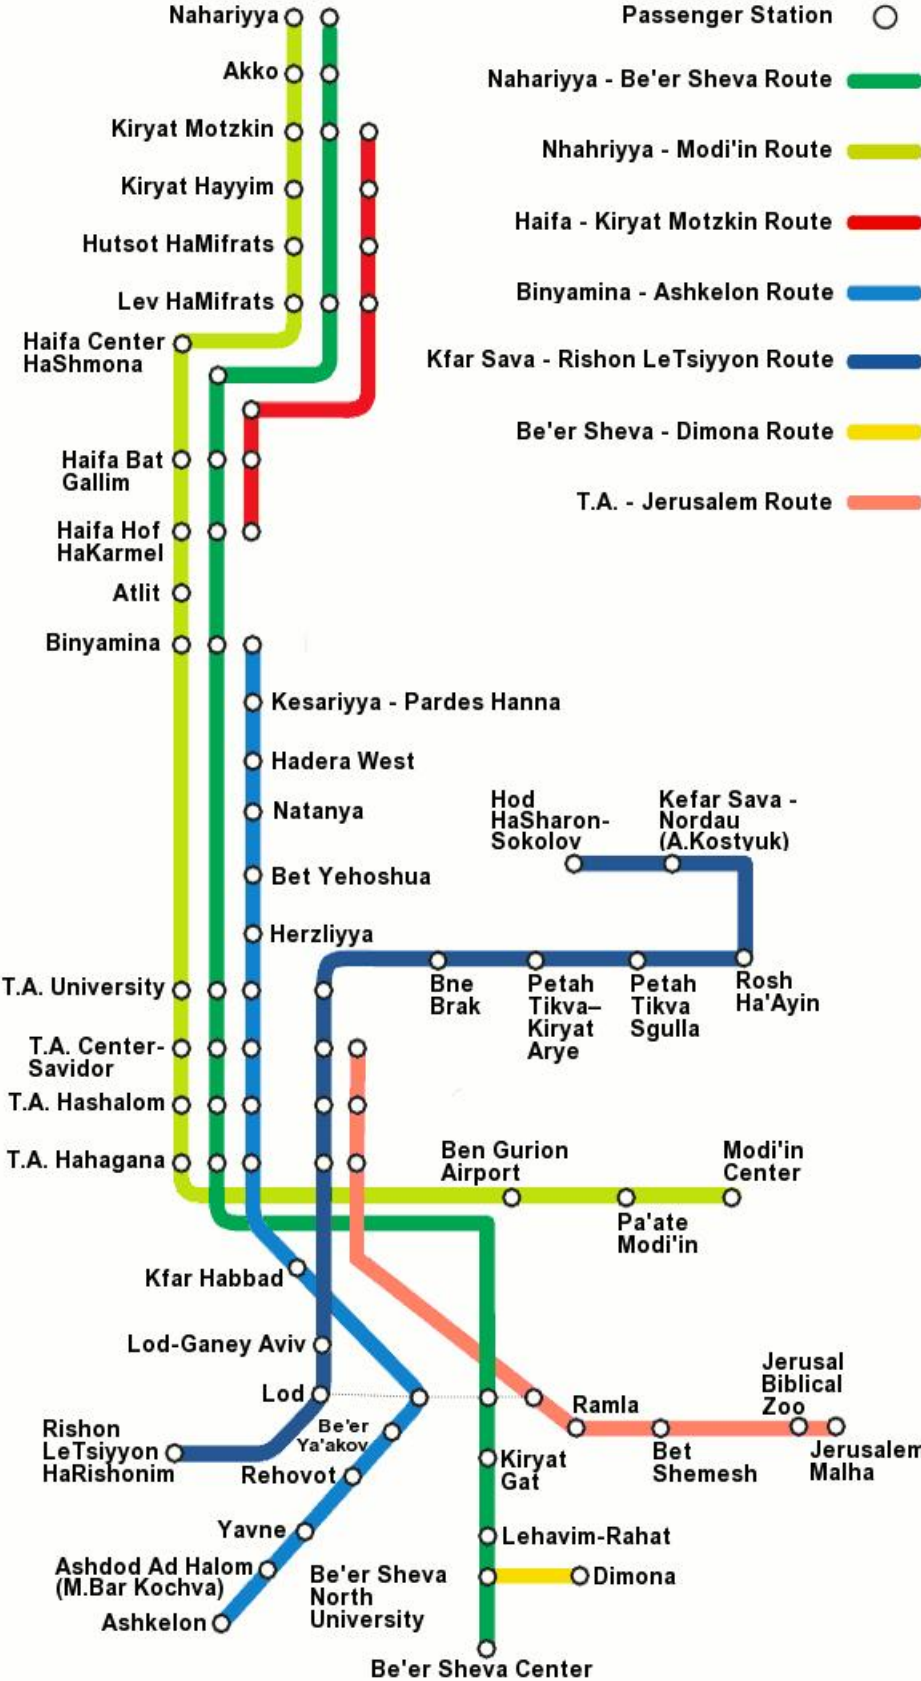 Nahariyya
Akko
Kiryat Motzkin
Kiryat Hayyim
Hutsot HaMifrats
Lev HaMifrats
Haifa Center
HaShmona
Haifa Bat
Gallim
Haifa Hof
HaKarmel
Atlit
Binyamina
Passenger Station
Nahariyya - Be'er Sheva Route
Nhahriyya - Modi'in Route
Haifa - Kiryat Motzkin Route
Binyamina - Ashkelon Route
Kfar Sava - Rishon LeTsiyyon Route
Be'er Sheva - Dimona Route
T.A. - Jerusalem Route
Kesariyya - Pardes Hanna
Hadera West
Natanya
Bet Yehoshua
Herzliyya
Hod
HaSharon-
Sokolov
Kefar Sava -
Nordau
(A.Kostyuk)
Bne
Brak
Petah
Tikva–
Kiryat
Arye
Petah
Tikva
Sgulla
Rosh
Ha'Ayin
T.A. University
T.A. Center-
Savidor
T.A. Hashalom
T.A. Hahagana
Ben Gurion
Airport
Pa'ate
Modi'in
Modi'in
Center
Kfar Habbad
Lod-Ganey Aviv
Lod
Rishon
LeTsiyyon
HaRishonim
Be'er
Ya'akov
Rehovot
Yavne
Ashdod Ad Halom
(M.Bar Kochva)
Ashkelon
Ramla
Bet
Shemesh
Jerusal
Biblical
Zoo
Jerusalem
Malha
Kiryat
Gat
Lehavim-Rahat
Be'er Sheva
North
University
Dimona
Be'er Sheva Center